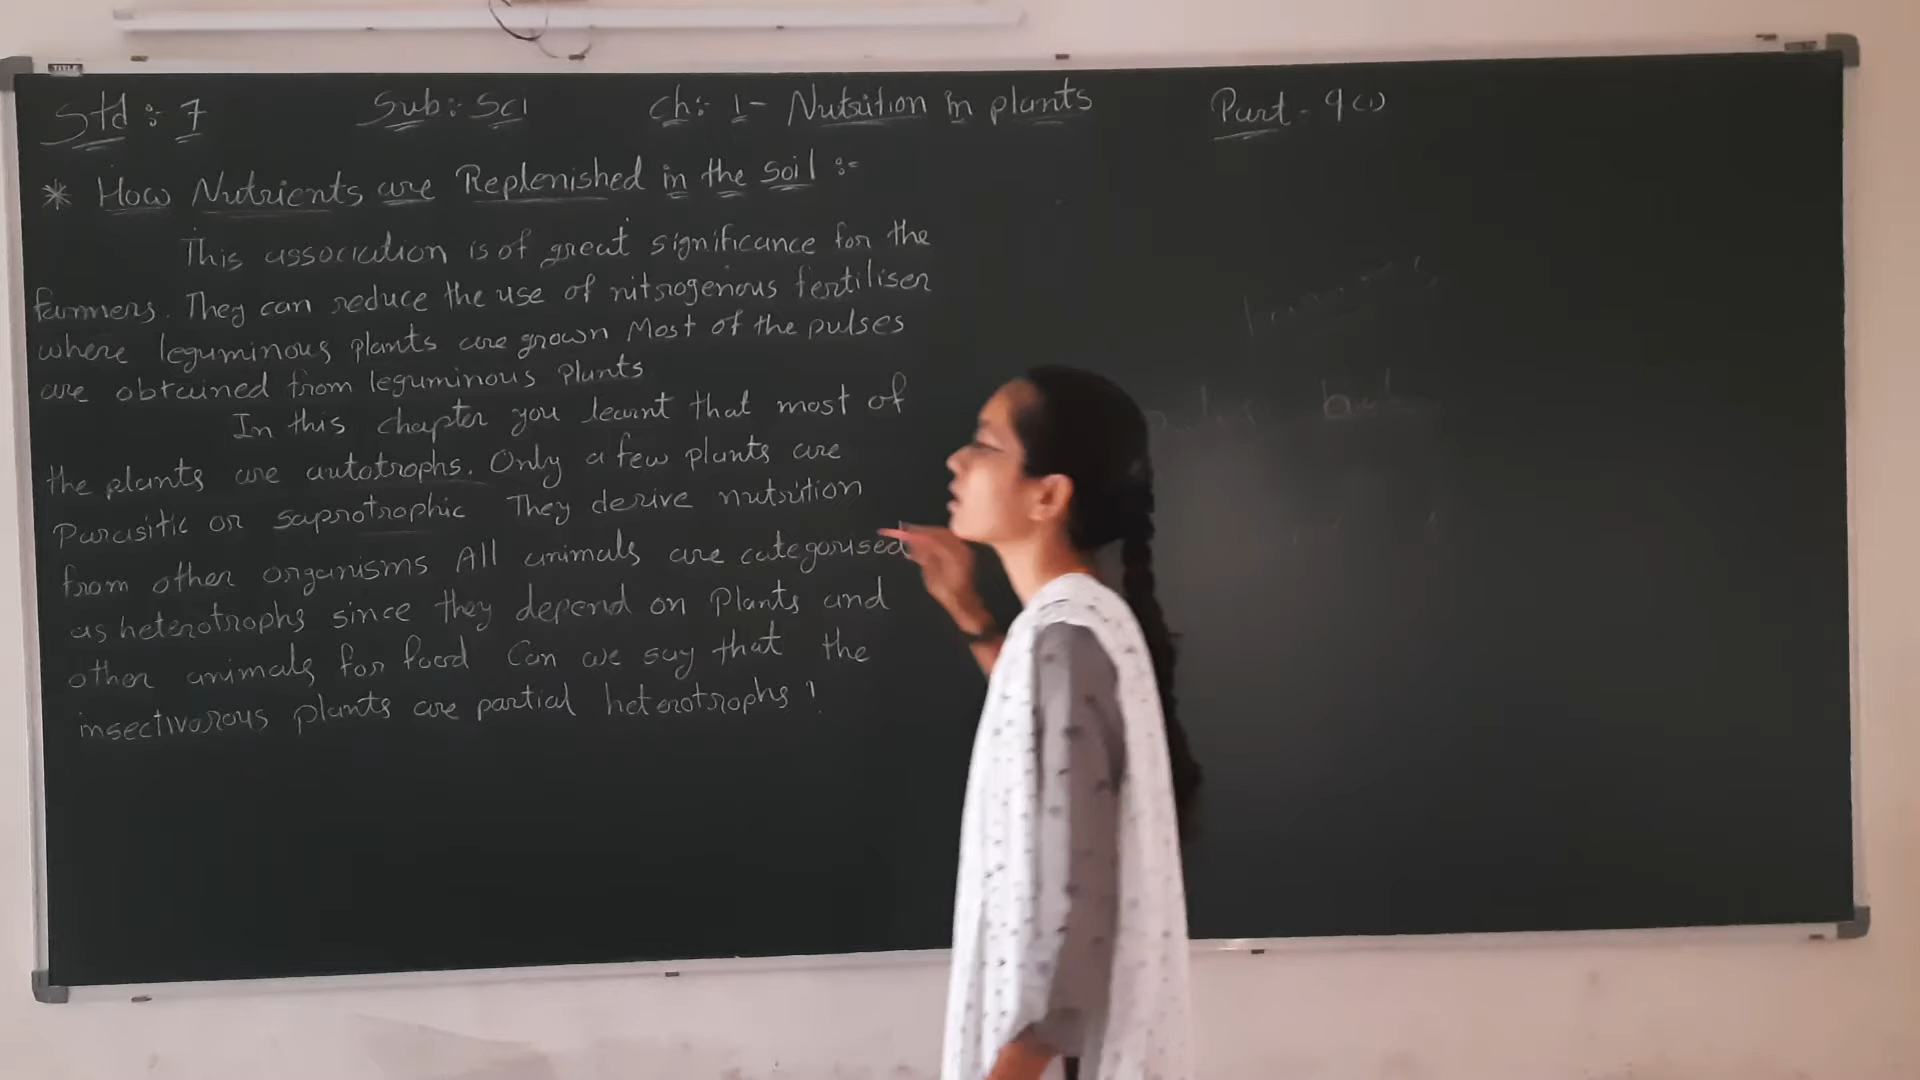 Std : 7 Sub :- Sci Ch :- 1 - Nutrition in plants Part - 9(1)
* How Nutrients are Replenished in the soil :-
This association is of great significance for the
farmers. They can reduce the use of nitrogenous fertiliser
where leguminous plants are grown Most of the pulses
are obtained from leguminous plants
In this chapter you learnt that most of
the plants are autotrophs. Only a few plants are
Parasitic or saprotrophic They derive nutrition
from other organisms All animals are categorised
as heterotrophs since they depend on plants and
other animals for food Can we say that the
insectivorous plants are partial heterotrophs ?